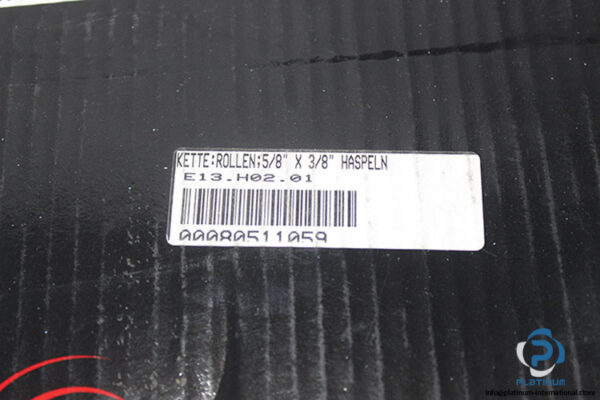 KETTE:ROLLEN:5/8" X 3/8" HASPELN
E13.H02.01
00080511059
PLATINUM
info@platinum-international.store